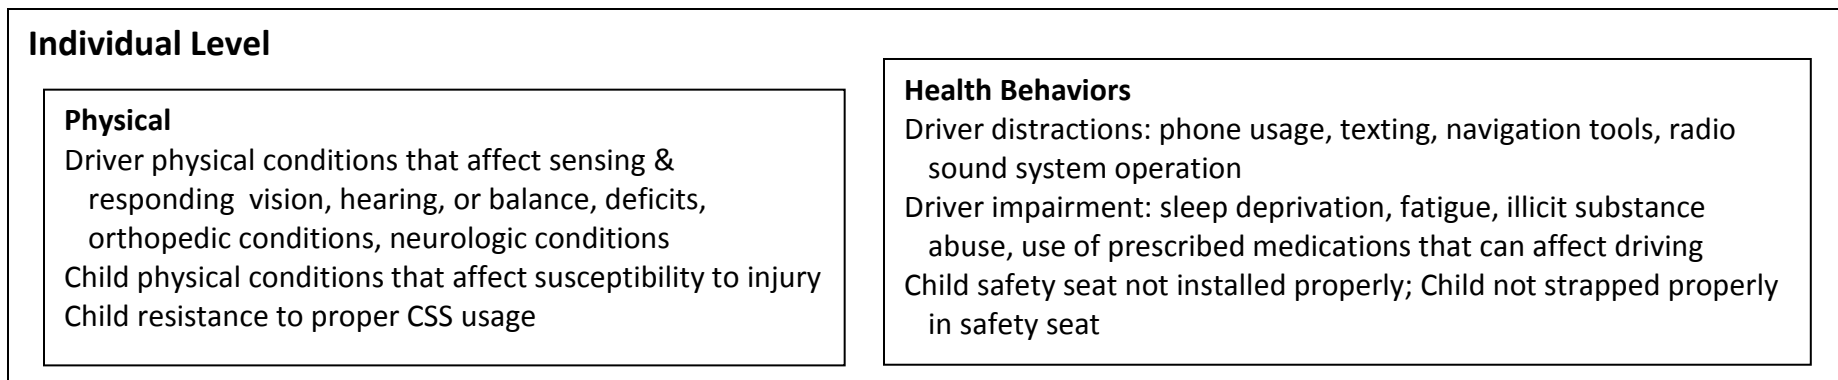 Individual Level
Physical
Driver physical conditions that affect sensing &
responding vision, hearing, or balance, deficits,
orthopedic conditions, neurologic conditions
Child physical conditions that affect susceptibility to injury
Child resistance to proper CSS usage
Health Behaviors
Driver distractions: phone usage, texting, navigation tools, radio
sound system operation
Driver impairment: sleep deprivation, fatigue, illicit substance
abuse, use of prescribed medications that can affect driving
Child safety seat not installed properly; Child not strapped properly
in safety seat